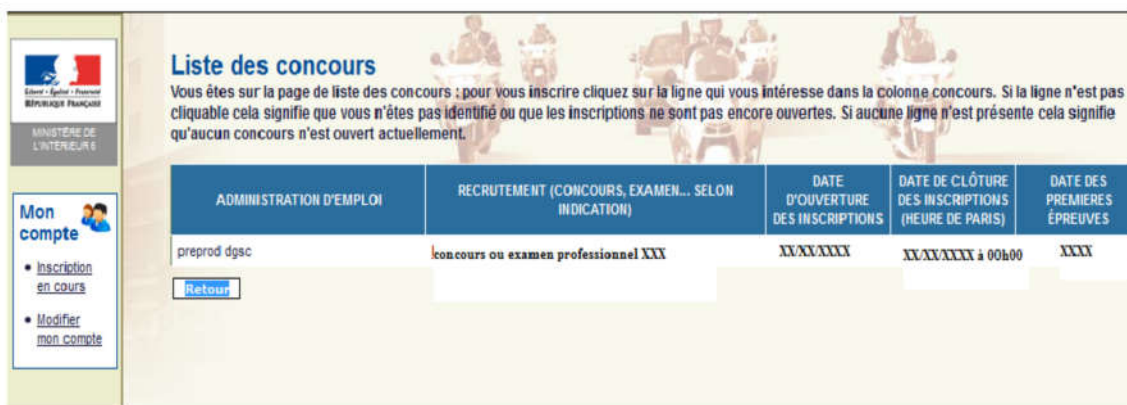 Liberté • Égalité • Fraternité
RÉPUBLIQUE FRANÇAISE
MINISTÈRE DE
L'INTÉRIEUR 6
Mon
compte
• Inscription
en cours
• Modifier
mon compte
Liste des concours
Vous êtes sur la page de liste des concours : pour vous inscrire cliquez sur la ligne qui vous intéresse dans la colonne concours. Si la ligne n'est pas
cliquable cela signifie que vous n'êtes pas identifié ou que les inscriptions ne sont pas encore ouvertes. Si aucune ligne n'est présente cela signifie
qu'aucun concours n'est ouvert actuellement.
ADMINISTRATION D'EMPLOI
RECRUTEMENT (CONCOURS, EXAMEN... SELON
INDICATION)
DATE
D'OUVERTURE
DES INSCRIPTIONS
DATE DE CLÔTURE
DES INSCRIPTIONS
(HEURE DE PARIS)
DATE DES
PREMIERES
ÉPREUVES
preprod dgsc
concours ou examen professionnel XXX
XX/XX/XXXX
XX/XX/XXXX à 00h00
XXXX
Retour